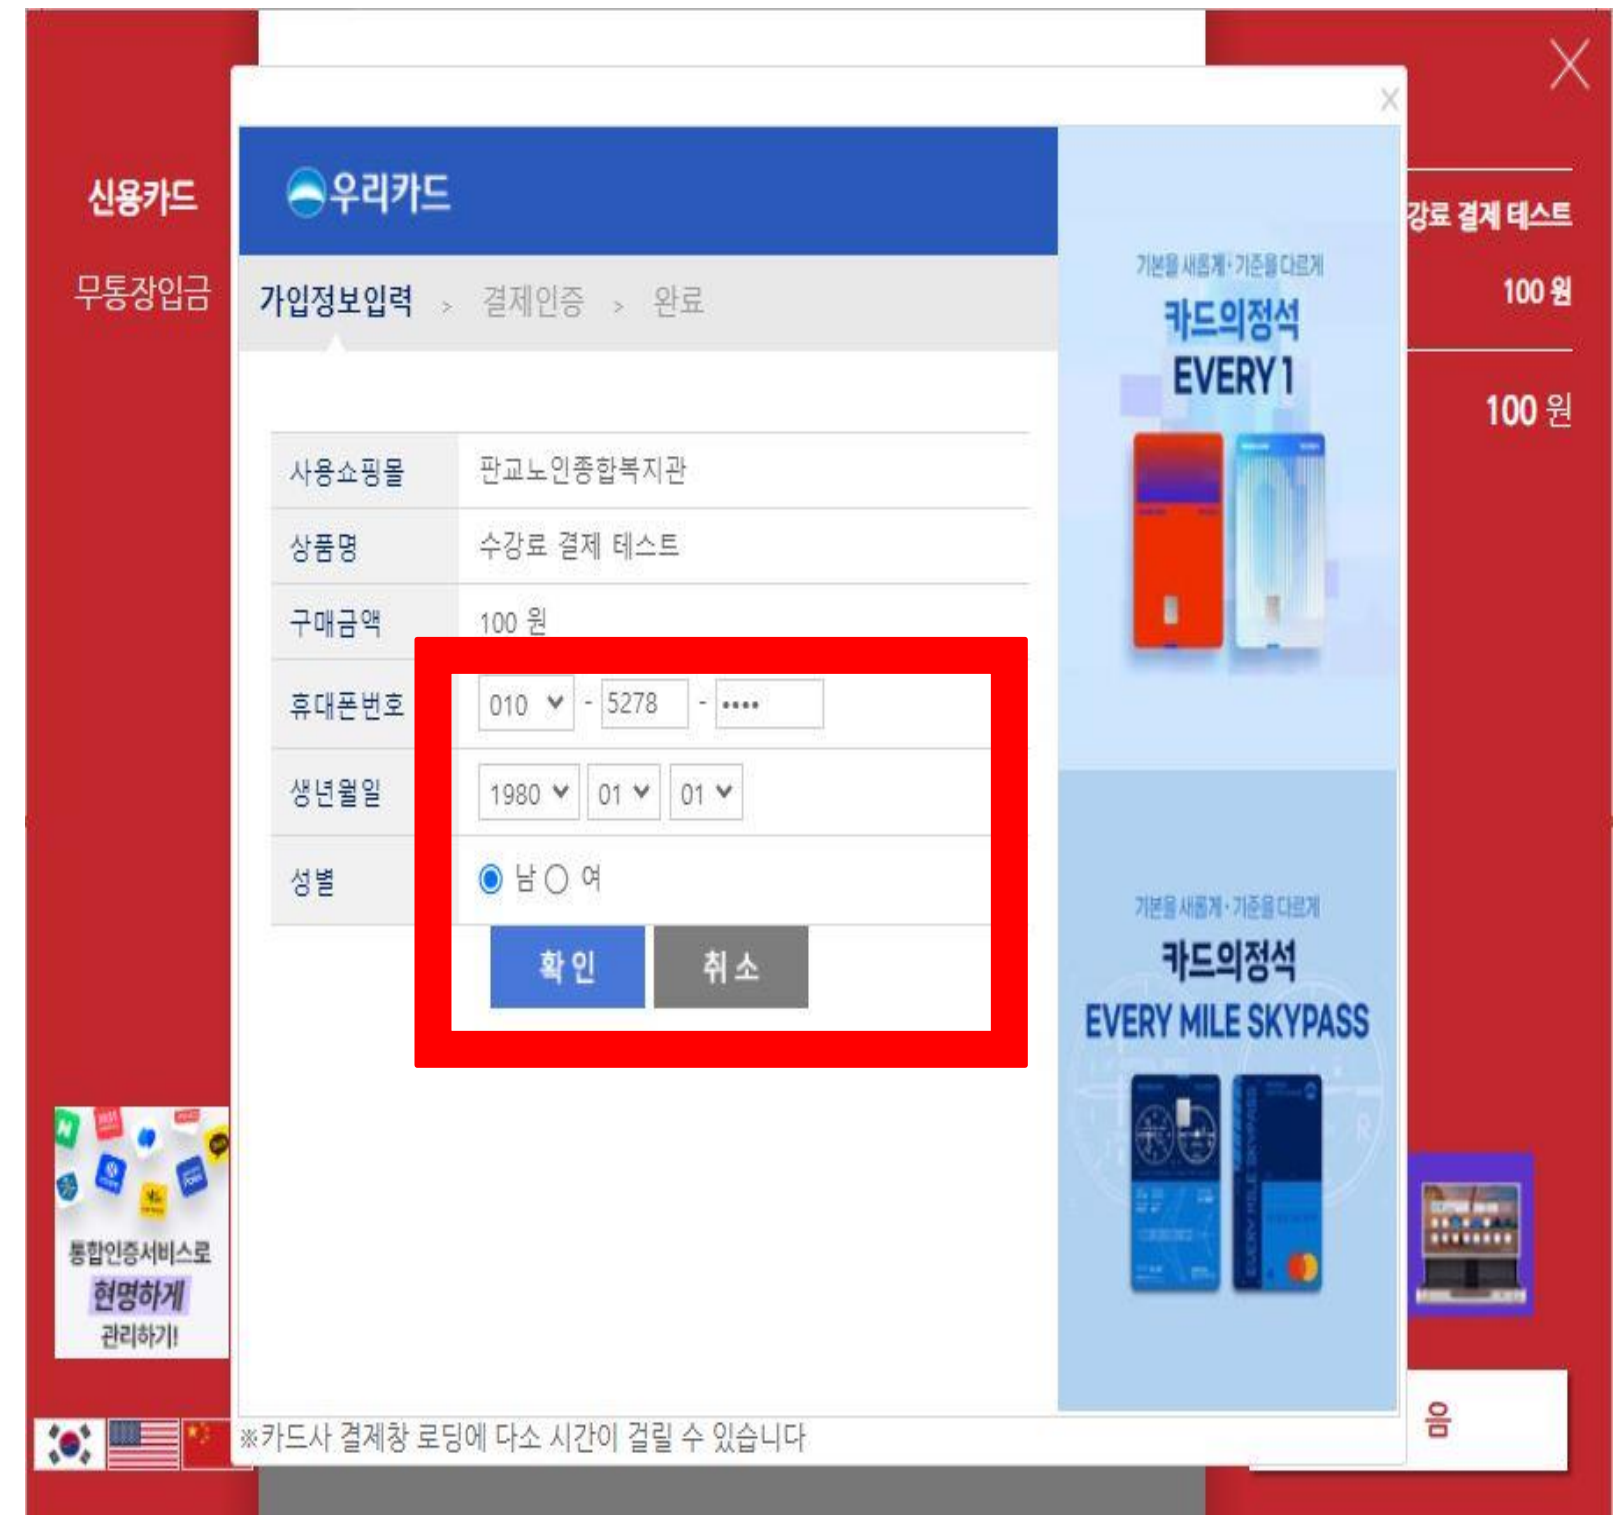 X
X
신용카드
무통장입금
우리카드
가입정보입력 > 결제인증 > 완료
사용쇼핑몰 판교노인종합복지관
상품명 수강료 결제 테스트
구매금액 100 원
휴대폰번호 010 - 5278 - ••••
생년월일 1980 01 01
성별 남 여
확인 취소
기본을 새롭게·기준을 다르게
카드의정석
EVERY 1
기본을 새롭게·기준을 다르게
카드의정석
EVERY MILE SKYPASS
강료 결제 테스트
100 원
100 원
통합인증서비스로
현명하게
관리하기!
음
※카드사 결제창 로딩에 다소 시간이 걸릴 수 있습니다